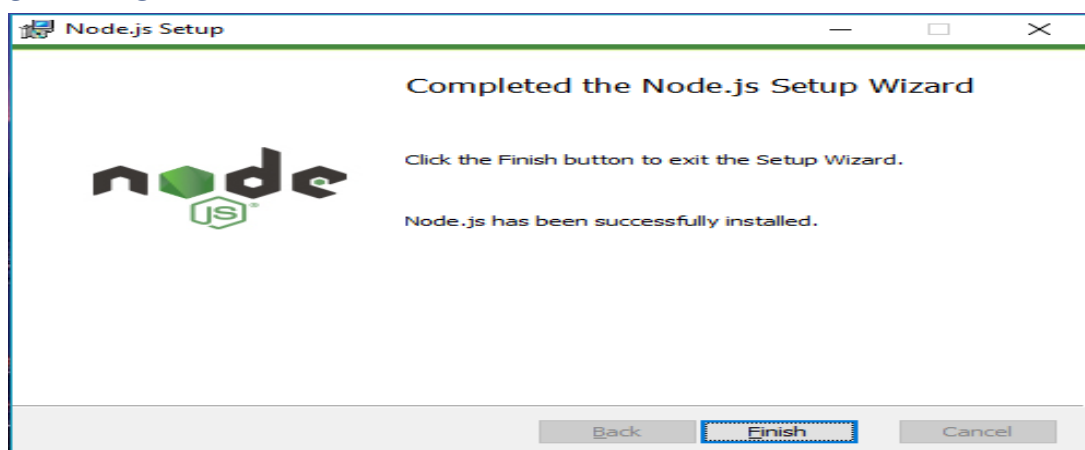 Node.js Setup
Completed the Node.js Setup Wizard
Click the Finish button to exit the Setup Wizard.
node
JS®
Node.js has been successfully installed.
Back Finish Cancel